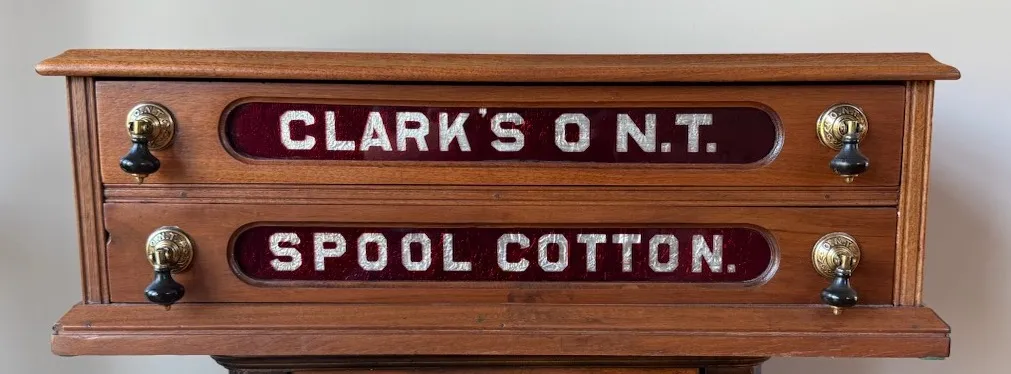 CLARK'S O.N.T.
SPOOL COTTON.